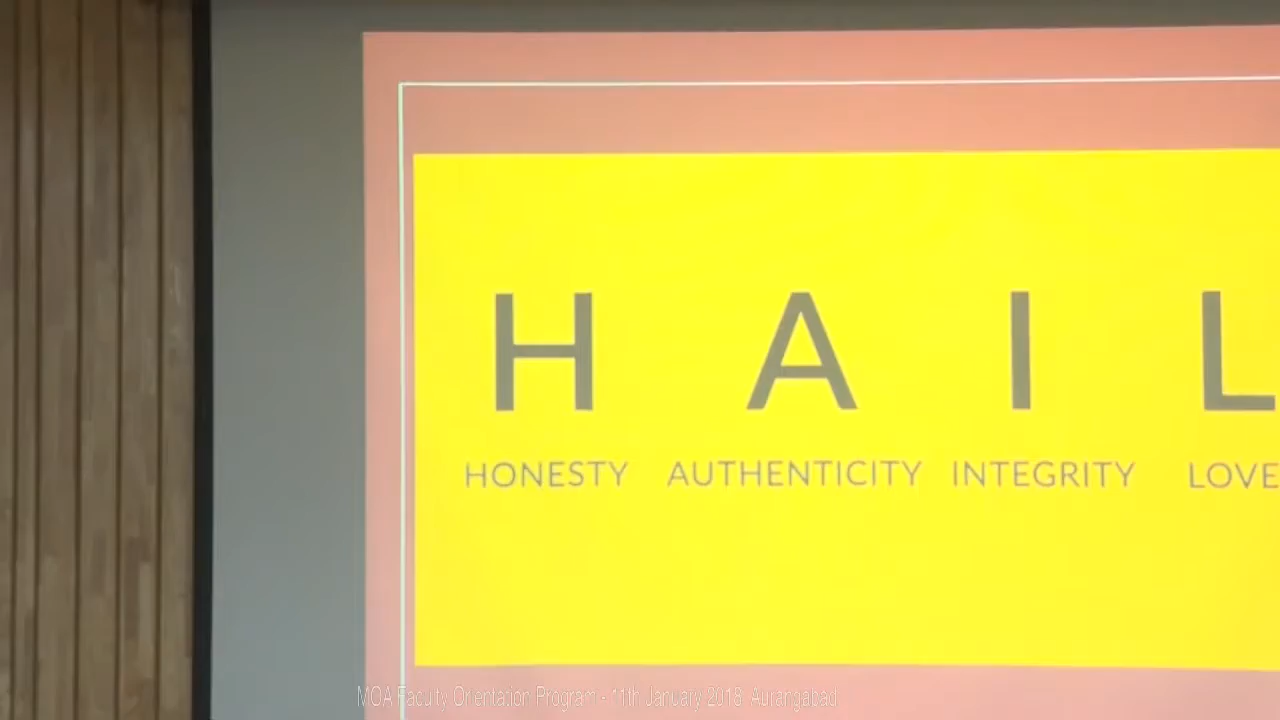 H A I L
HONESTY AUTHENTICITY INTEGRITY LOVE
MOA Faculty Orientation Program - 11th January 2018 Aurangabad